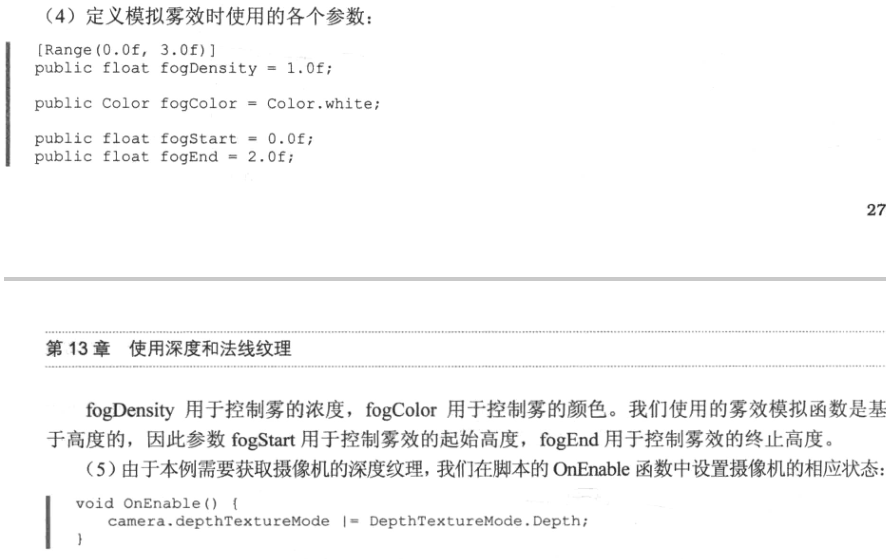 （4）定义模拟雾效时使用的各个参数：
[Range(0.0f, 3.0f)]
public float fogDensity = 1.0f;
public Color fogColor = Color.white;
public float fogStart = 0.0f;
public float fogEnd = 2.0f;
27
第 13 章 使用深度和法线纹理
fogDensity 用于控制雾的浓度，fogColor 用于控制雾的颜色。我们使用的雾效模拟函数是基
于高度的，因此参数 fogStart 用于控制雾效的起始高度，fogEnd 用于控制雾效的终止高度。
（5）由于本例需要获取摄像机的深度纹理，我们在脚本的 OnEnable 函数中设置摄像机的相应状态：
void OnEnable() {
camera.depthTextureMode |= DepthTextureMode.Depth;
}